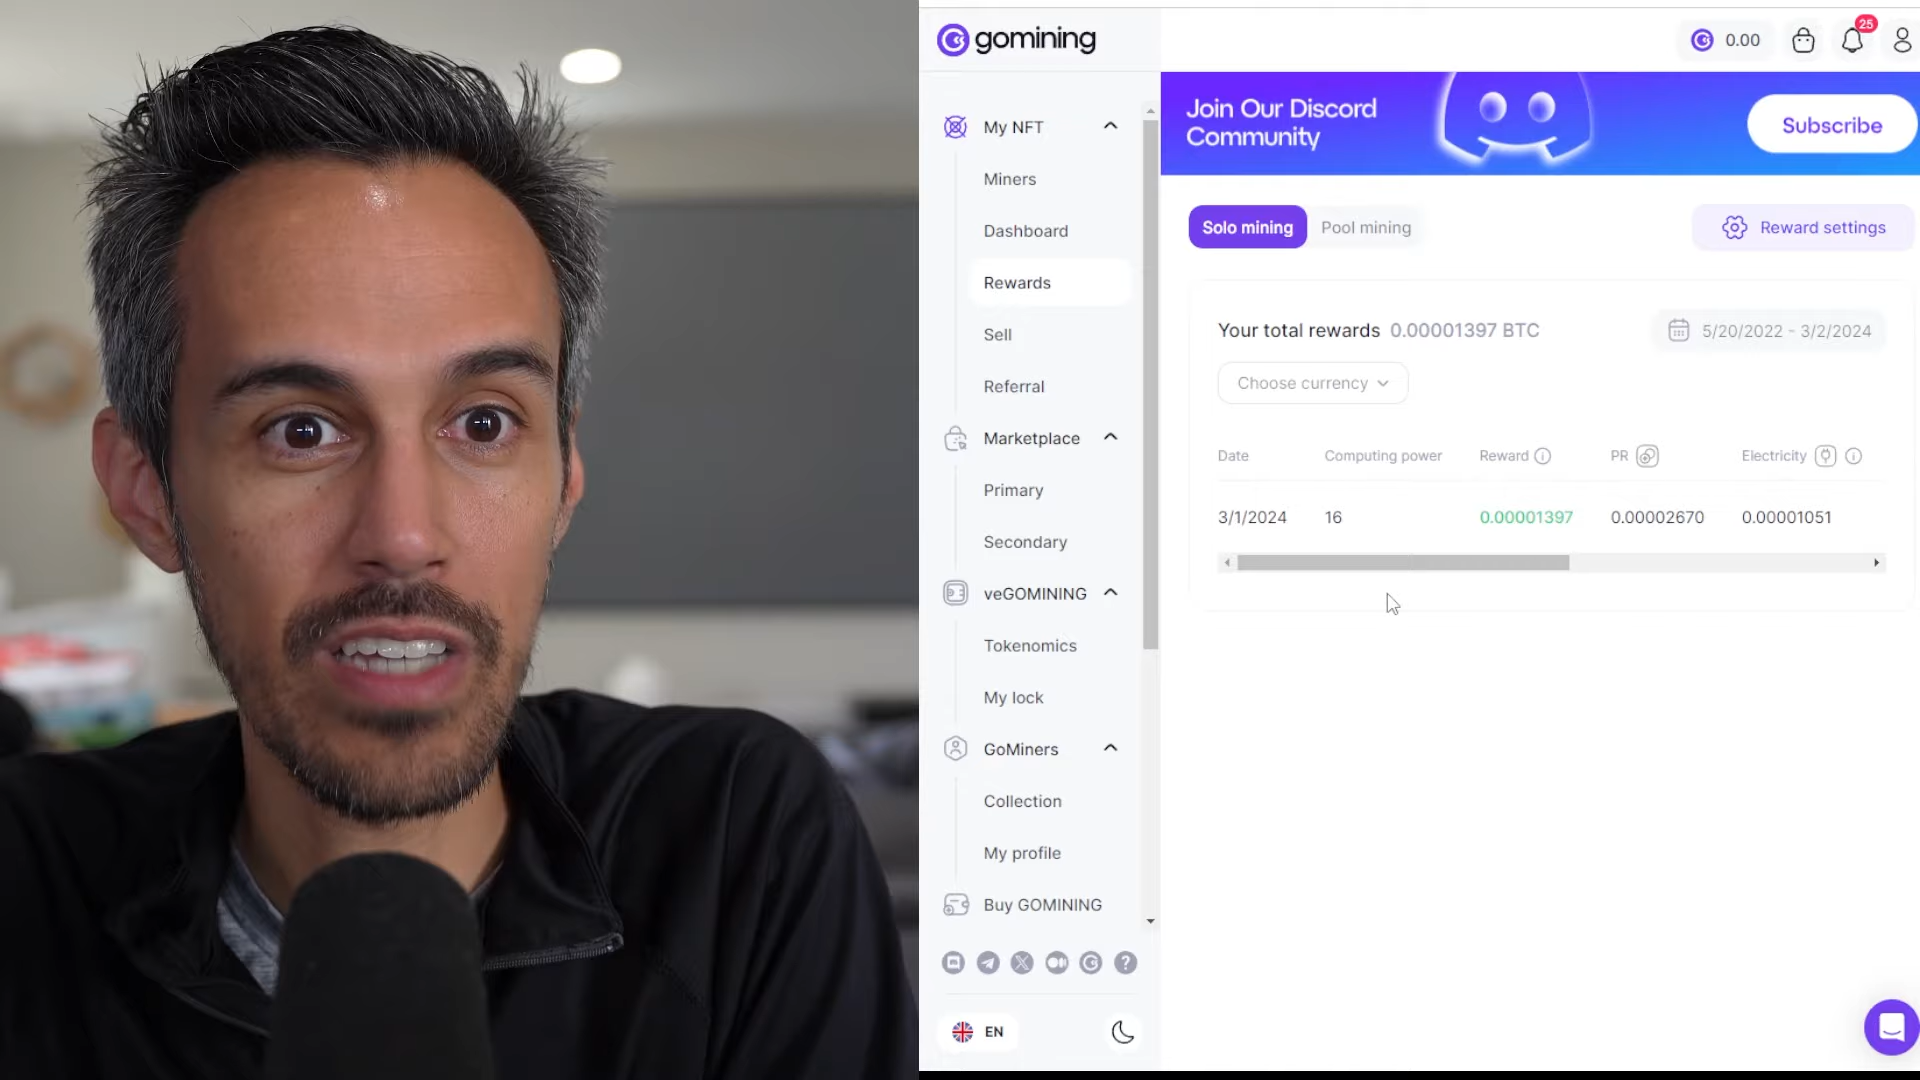 gomining
0.00
25
Join Our Discord
Community
Subscribe
My NFT
Miners
Dashboard
Rewards
Sell
Referral
Marketplace
Primary
Secondary
veGOMINING
Tokenomics
My lock
GoMiners
Collection
My profile
Buy GOMINING
EN
Solo mining
Pool mining
Reward settings
Your total rewards 0.00001397 BTC
5/20/2022 - 3/2/2024
Choose currency
Date Computing power Reward PR Electricity
3/1/2024 16 0.00001397 0.00002670 0.00001051